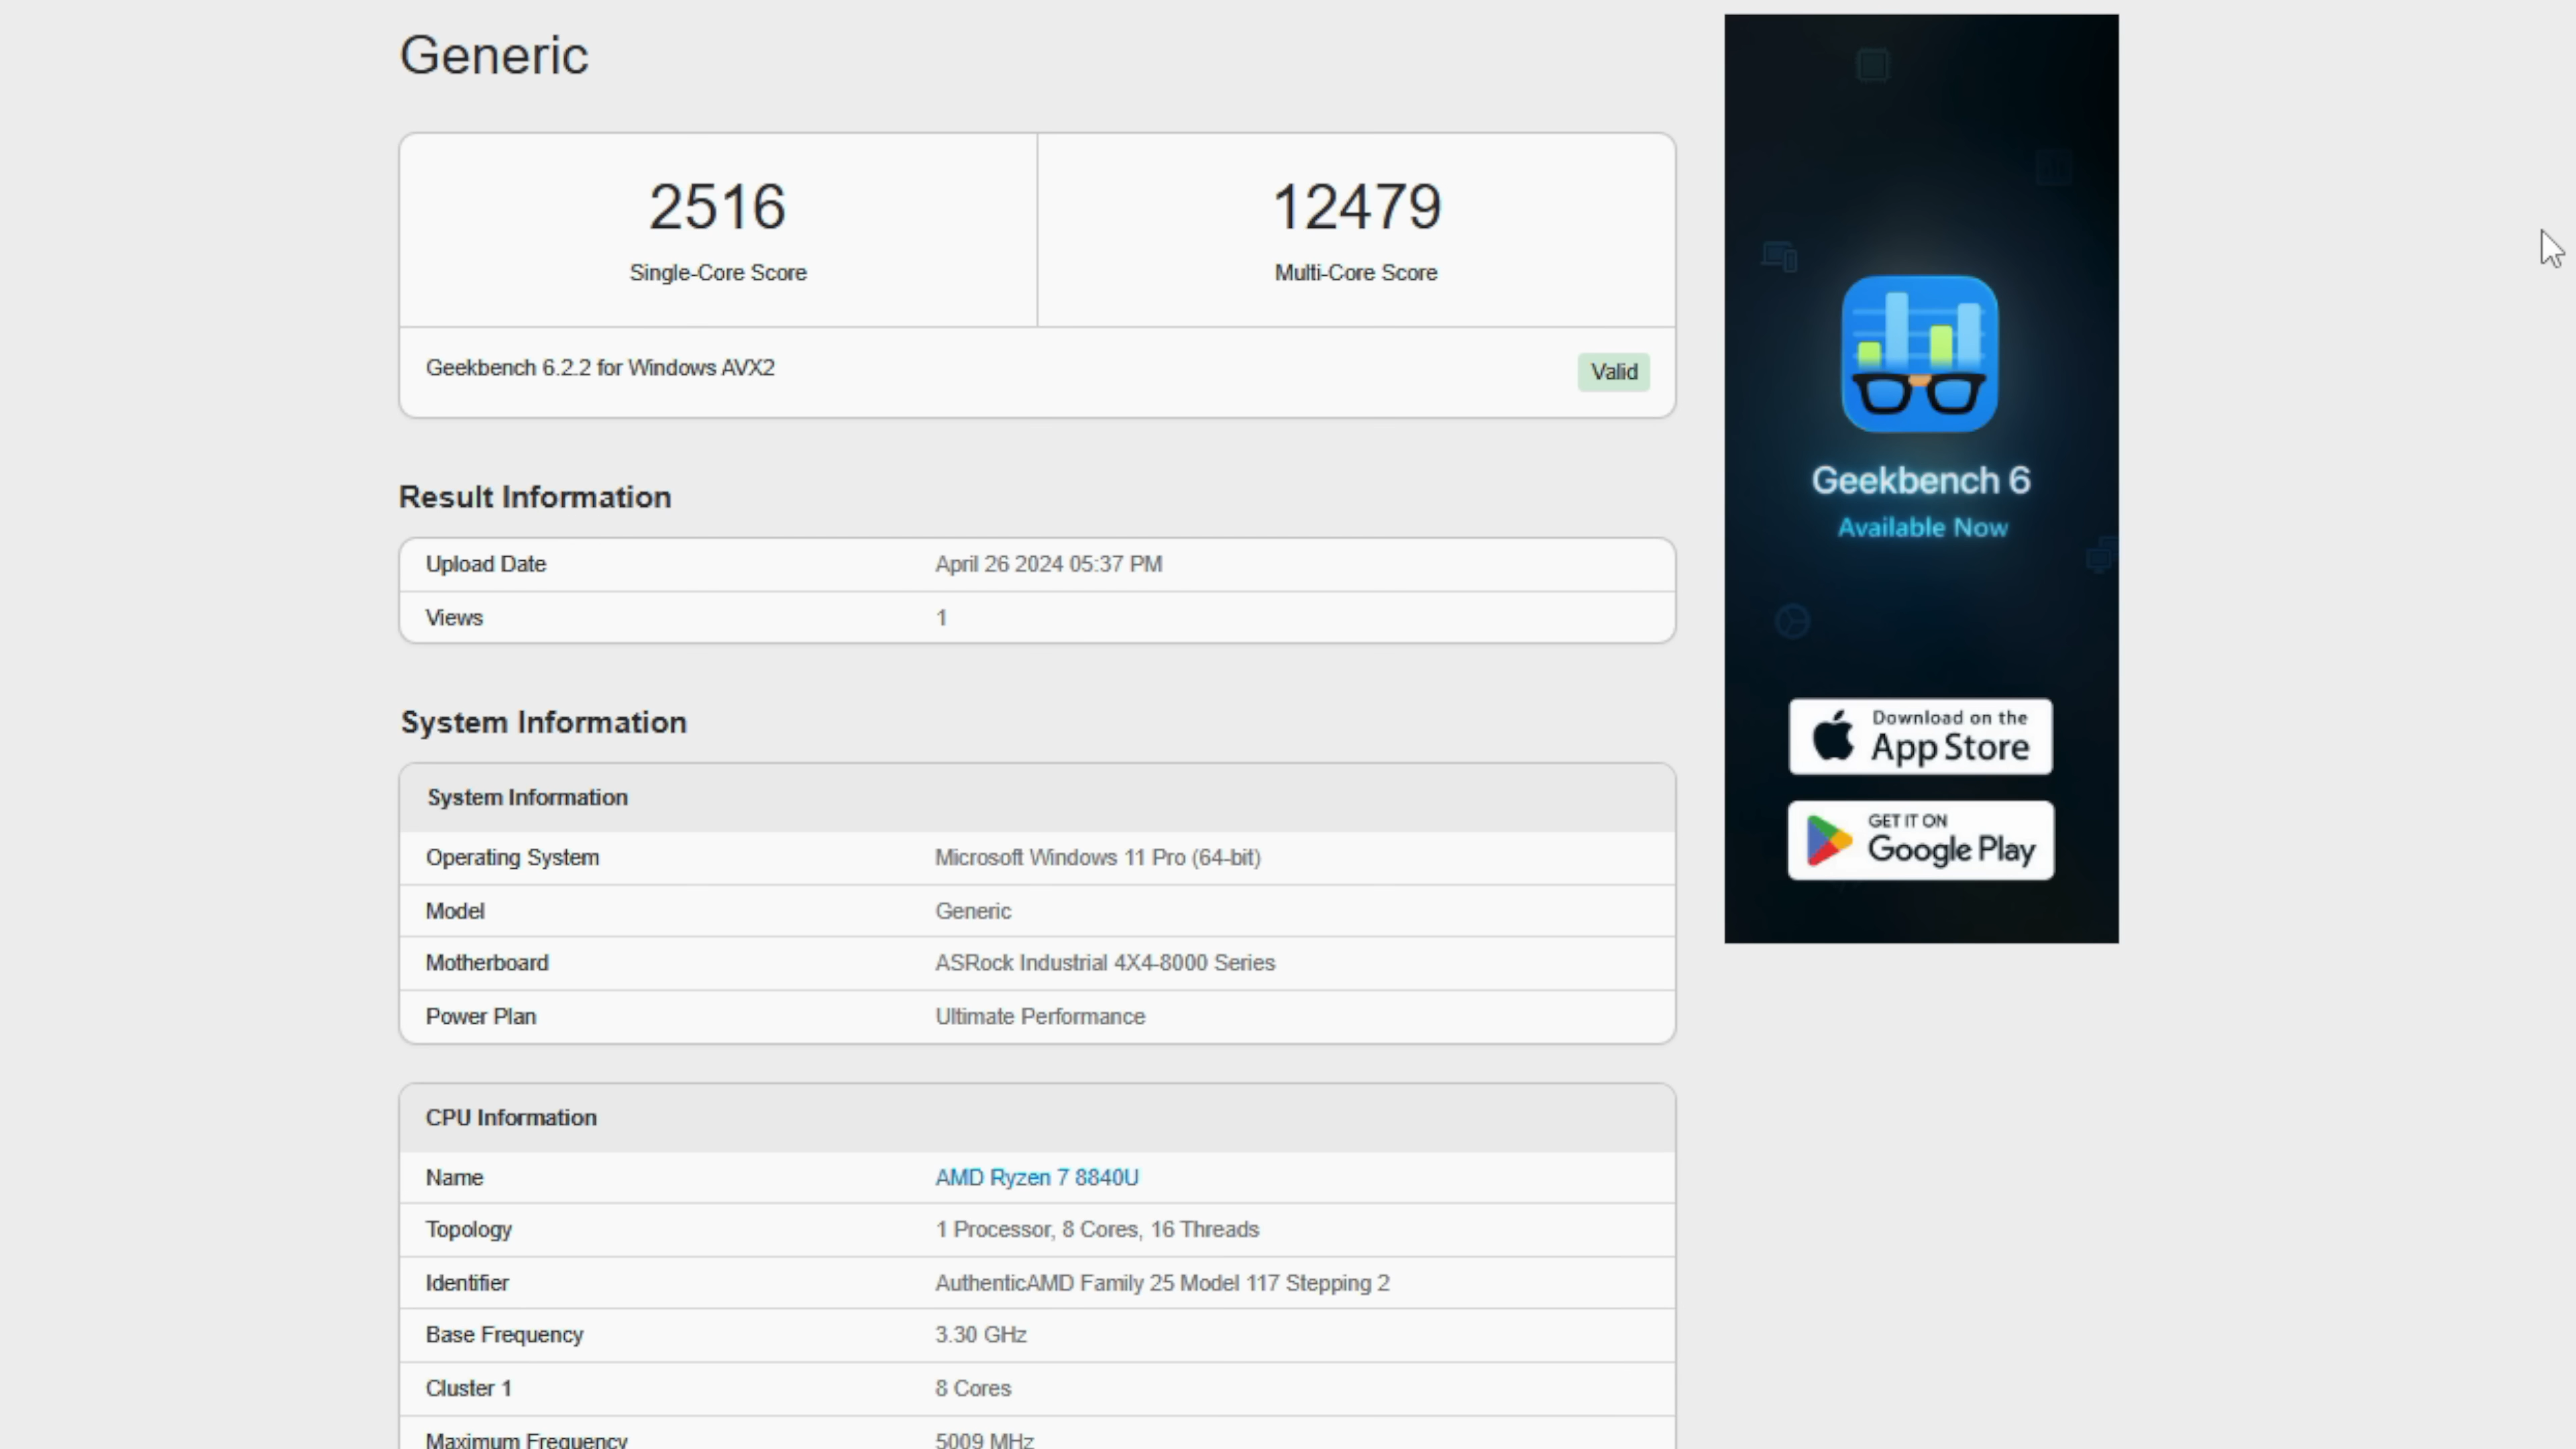 Generic
2516
Single-Core Score
12479
Multi-Core Score
Geekbench 6.2.2 for Windows AVX2
Valid
Result Information
Upload Date April 26 2024 05:37 PM
Views 1
System Information
System Information
Operating System Microsoft Windows 11 Pro (64-bit)
Model Generic
Motherboard ASRock Industrial 4X4-8000 Series
Power Plan Ultimate Performance
CPU Information
Name AMD Ryzen 7 8840U
Topology 1 Processor, 8 Cores, 16 Threads
Identifier AuthenticAMD Family 25 Model 117 Stepping 2
Base Frequency 3.30 GHz
Cluster 1 8 Cores
Maximum Frequency 5009 MHz
Geekbench 6
Available Now
Download on the
App Store
GET IT ON
Google Play